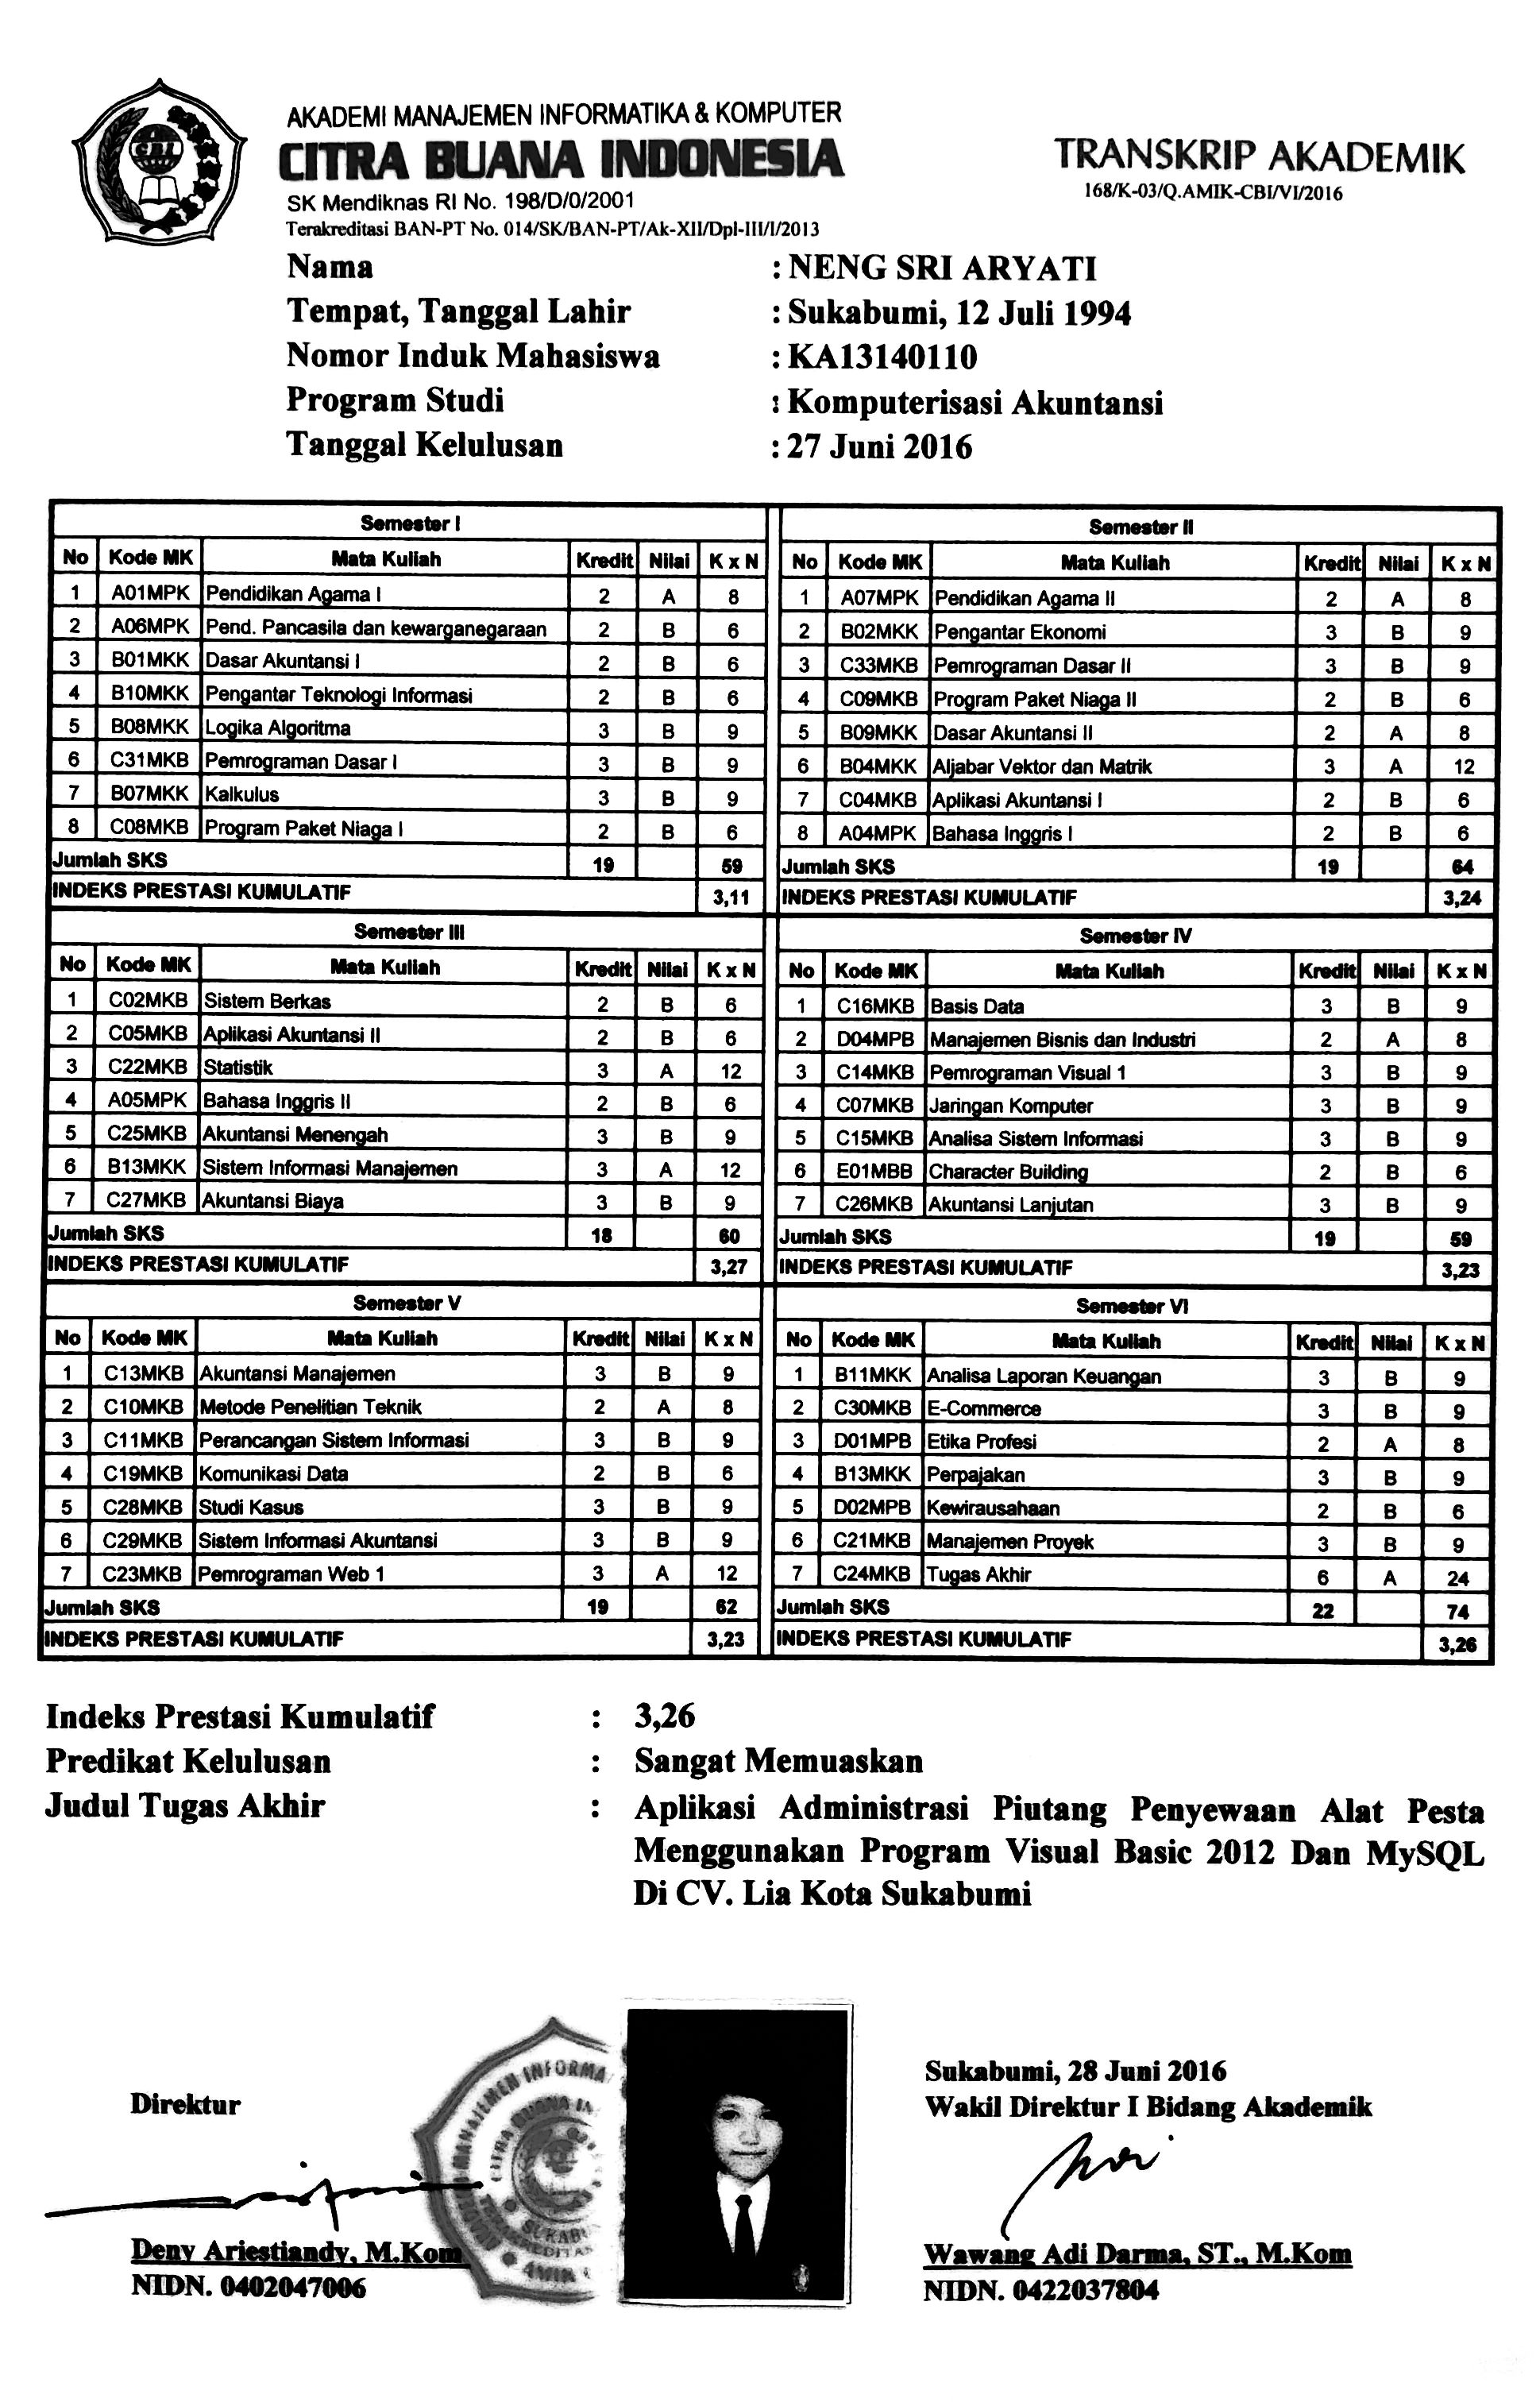 AKADEMI MANAJEMEN INFORMATIKA & KOMPUTER
CITRA BUANA INDONESIA
SK Mendiknas RI No. 198/D/0/2001
Terakreditasi BAN-PT No. 014/SK/BAN-PT/Ak-XII/Dpl-III/I/2013
TRANSKRIP AKADEMIK
168/K-03/Q.AMIK-CBI/VI/2016
CBI
Nama : NENG SRI ARYATI
Tempat, Tanggal Lahir : Sukabumi, 12 Juli 1994
Nomor Induk Mahasiswa : KA13140110
Program Studi : Komputerisasi Akuntansi
Tanggal Kelulusan : 27 Juni 2016
Semester I
No Kode MK Mata Kuliah Kredit Nilai K x N
1 A01MPK Pendidikan Agama I 2 A 8
2 A06MPK Pend. Pancasila dan kewarganegaraan 2 B 6
3 B01MKK Dasar Akuntansi I 2 B 6
4 B10MKK Pengantar Teknologi Informasi 2 B 6
5 B08MKK Logika Algoritma 3 B 9
6 C31MKB Pemrograman Dasar I 3 B 9
7 B07MKK Kalkulus 3 B 9
8 C08MKB Program Paket Niaga I 2 B 6
Jumlah SKS 19 59
INDEKS PRESTASI KUMULATIF 3,11
Semester II
No Kode MK Mata Kuliah Kredit Nilai K x N
1 A07MPK Pendidikan Agama II 2 A 8
2 B02MKK Pengantar Ekonomi 3 B 9
3 C33MKB Pemrograman Dasar II 3 B 9
4 C09MKB Program Paket Niaga II 2 B 6
5 B09MKK Dasar Akuntansi II 2 A 8
6 B04MKK Aljabar Vektor dan Matrik 3 A 12
7 C04MKB Aplikasi Akuntansi I 2 B 6
8 A04MPK Bahasa Inggris I 2 B 6
Jumlah SKS 19 64
INDEKS PRESTASI KUMULATIF 3,24
Semester III
No Kode MK Mata Kuliah Kredit Nilai K x N
1 C02MKB Sistem Berkas 2 B 6
2 C05MKB Aplikasi Akuntansi II 2 B 6
3 C22MKB Statistik 3 A 12
4 A05MPK Bahasa Inggris II 2 B 6
5 C25MKB Akuntansi Menengah 3 B 9
6 B13MKK Sistem Informasi Manajemen 3 A 12
7 C27MKB Akuntansi Biaya 3 B 9
Jumlah SKS 18 60
INDEKS PRESTASI KUMULATIF 3,27
Semester IV
No Kode MK Mata Kuliah Kredit Nilai K x N
1 C16MKB Basis Data 3 B 9
2 D04MPB Manajemen Bisnis dan Industri 2 A 8
3 C14MKB Pemrograman Visual 1 3 B 9
4 C07MKB Jaringan Komputer 3 B 9
5 C15MKB Analisa Sistem Informasi 3 B 9
6 E01MBB Character Building 2 B 6
7 C26MKB Akuntansi Lanjutan 3 B 9
Jumlah SKS 19 59
INDEKS PRESTASI KUMULATIF 3,23
Semester V
No Kode MK Mata Kuliah Kredit Nilai K x N
1 C13MKB Akuntansi Manajemen 3 B 9
2 C10MKB Metode Penelitian Teknik 2 A 8
3 C11MKB Perancangan Sistem Informasi 3 B 9
4 C19MKB Komunikasi Data 2 B 6
5 C28MKB Studi Kasus 3 B 9
6 C29MKB Sistem Informasi Akuntansi 3 B 9
7 C23MKB Pemrograman Web 1 3 A 12
Jumlah SKS 19 62
INDEKS PRESTASI KUMULATIF 3,23
Semester VI
No Kode MK Mata Kuliah Kredit Nilai K x N
1 B11MKK Analisa Laporan Keuangan 3 B 9
2 C30MKB E-Commerce 3 B 9
3 D01MPB Etika Profesi 2 A 8
4 B13MKK Perpajakan 3 B 9
5 D02MPB Kewirausahaan 2 B 6
6 C21MKB Manajemen Proyek 3 B 9
7 C24MKB Tugas Akhir 6 A 24
Jumlah SKS 22 74
INDEKS PRESTASI KUMULATIF 3,26
Indeks Prestasi Kumulatif : 3,26
Predikat Kelulusan : Sangat Memuaskan
Judul Tugas Akhir : Aplikasi Administrasi Piutang Penyewaan Alat Pesta
Menggunakan Program Visual Basic 2012 Dan MySQL
Di CV. Lia Kota Sukabumi
Direktur
Deny Ariestiandy, M.Kom
NIDN. 0402047006
Sukabumi, 28 Juni 2016
Wakil Direktur I Bidang Akademik
Wawang Adi Darma, ST., M.Kom
NIDN. 0422037804